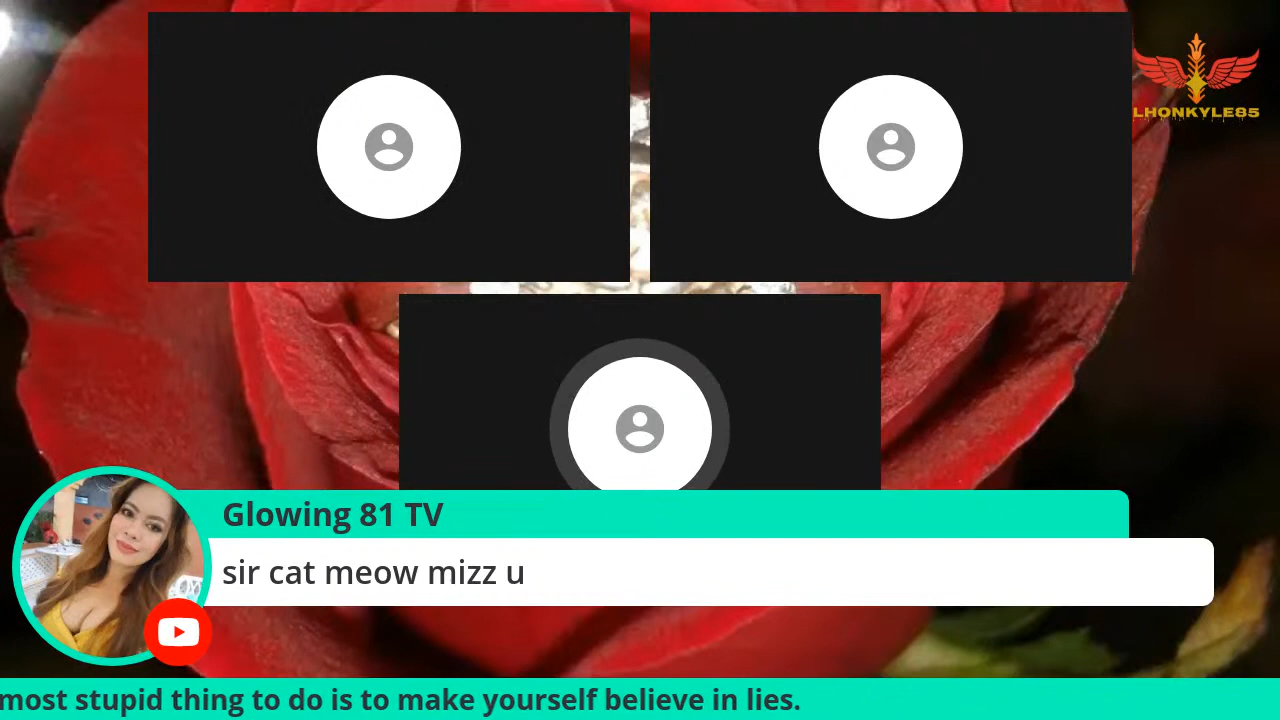 LHONKYLE85
Glowing 81 TV
sir cat meow mizz u
most stupid thing to do is to make yourself believe in lies.